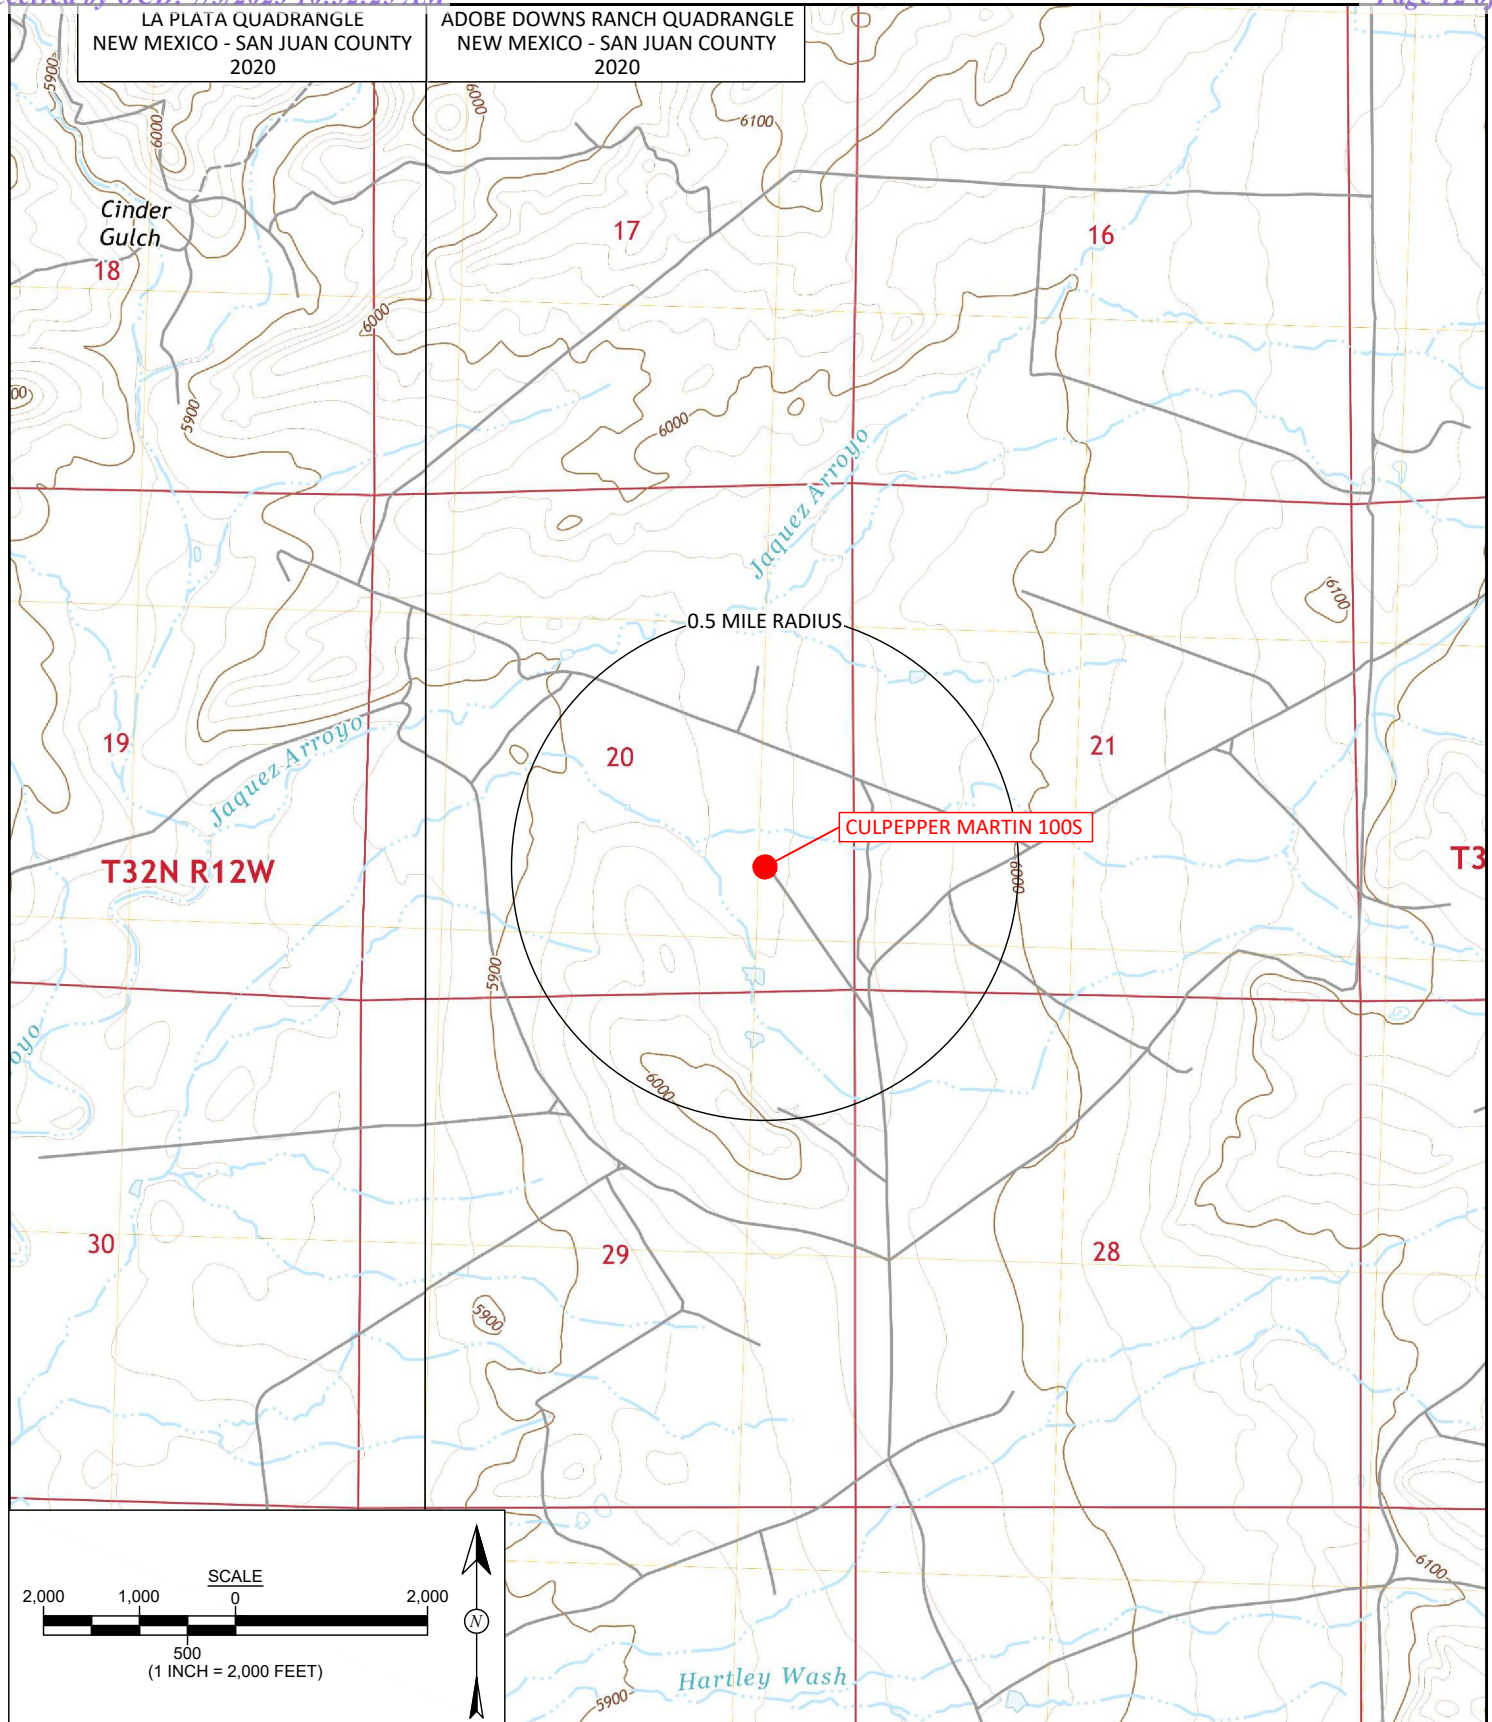 LA PLATA QUADRANGLE
NEW MEXICO - SAN JUAN COUNTY
2020
ADOBE DOWNS RANCH QUADRANGLE
NEW MEXICO - SAN JUAN COUNTY
2020
5900
6000
6000
6100
Cinder
Gulch
18
17
16
6000
5900
6000
Jaquez Arroyo
6100
0.5 MILE RADIUS
19
Jaquez Arroyo
20
21
CULPEPPER MARTIN 100S
T32N R12W
6000
5900
6000
30
29
28
5900
SCALE
2,000
1,000
0
2,000
500
(1 INCH = 2,000 FEET)
N
6100
Hartley Wash
5900